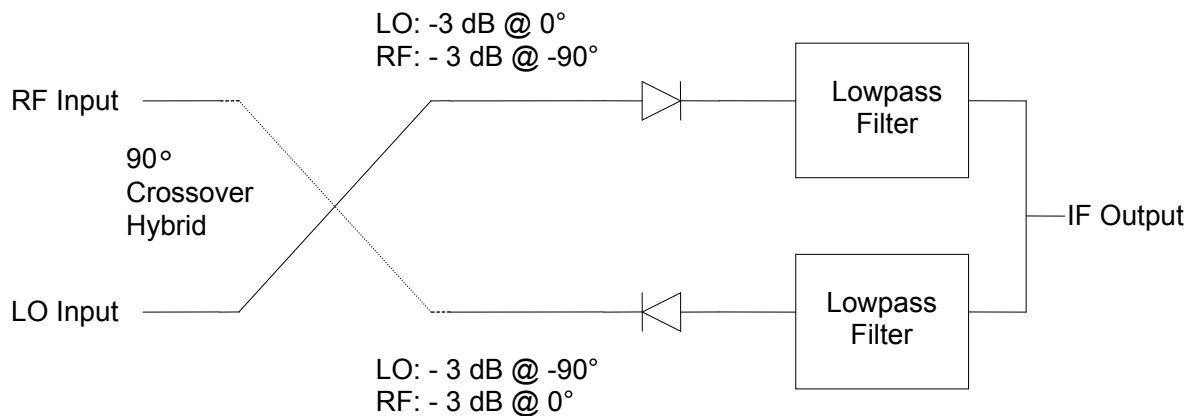 LO: -3 dB @ 0°
RF: - 3 dB @ -90°
RF Input
Lowpass
Filter
90°
Crossover
Hybrid
IF Output
LO Input
Lowpass
Filter
LO: - 3 dB @ -90°
RF: - 3 dB @ 0°